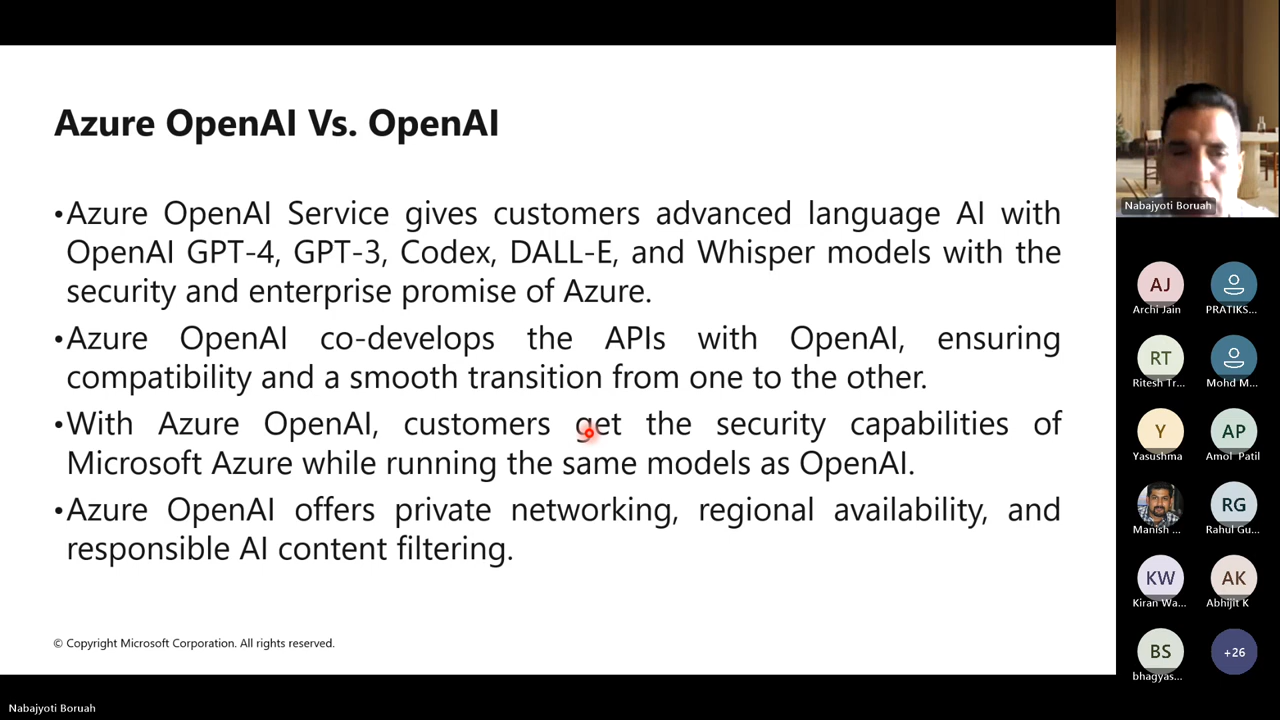 Azure OpenAI Vs. OpenAI
•Azure OpenAI Service gives customers advanced language AI with
OpenAI GPT-4, GPT-3, Codex, DALL-E, and Whisper models with the
security and enterprise promise of Azure.
•Azure OpenAI co-develops the APIs with OpenAI, ensuring
compatibility and a smooth transition from one to the other.
•With Azure OpenAI, customers get the security capabilities of
Microsoft Azure while running the same models as OpenAI.
•Azure OpenAI offers private networking, regional availability, and
responsible AI content filtering.
© Copyright Microsoft Corporation. All rights reserved.
Nabajyoti Boruah
Nabajyoti Boruah
AJ
Archi Jain
PRATIKS...
RT
Ritesh Tr...
Mohd M...
Y
Yasushma
AP
Amol Patil
Manish ...
RG
Rahul Gu...
KW
Kiran Wa...
AK
Abhijit K
BS
bhagyas...
+26